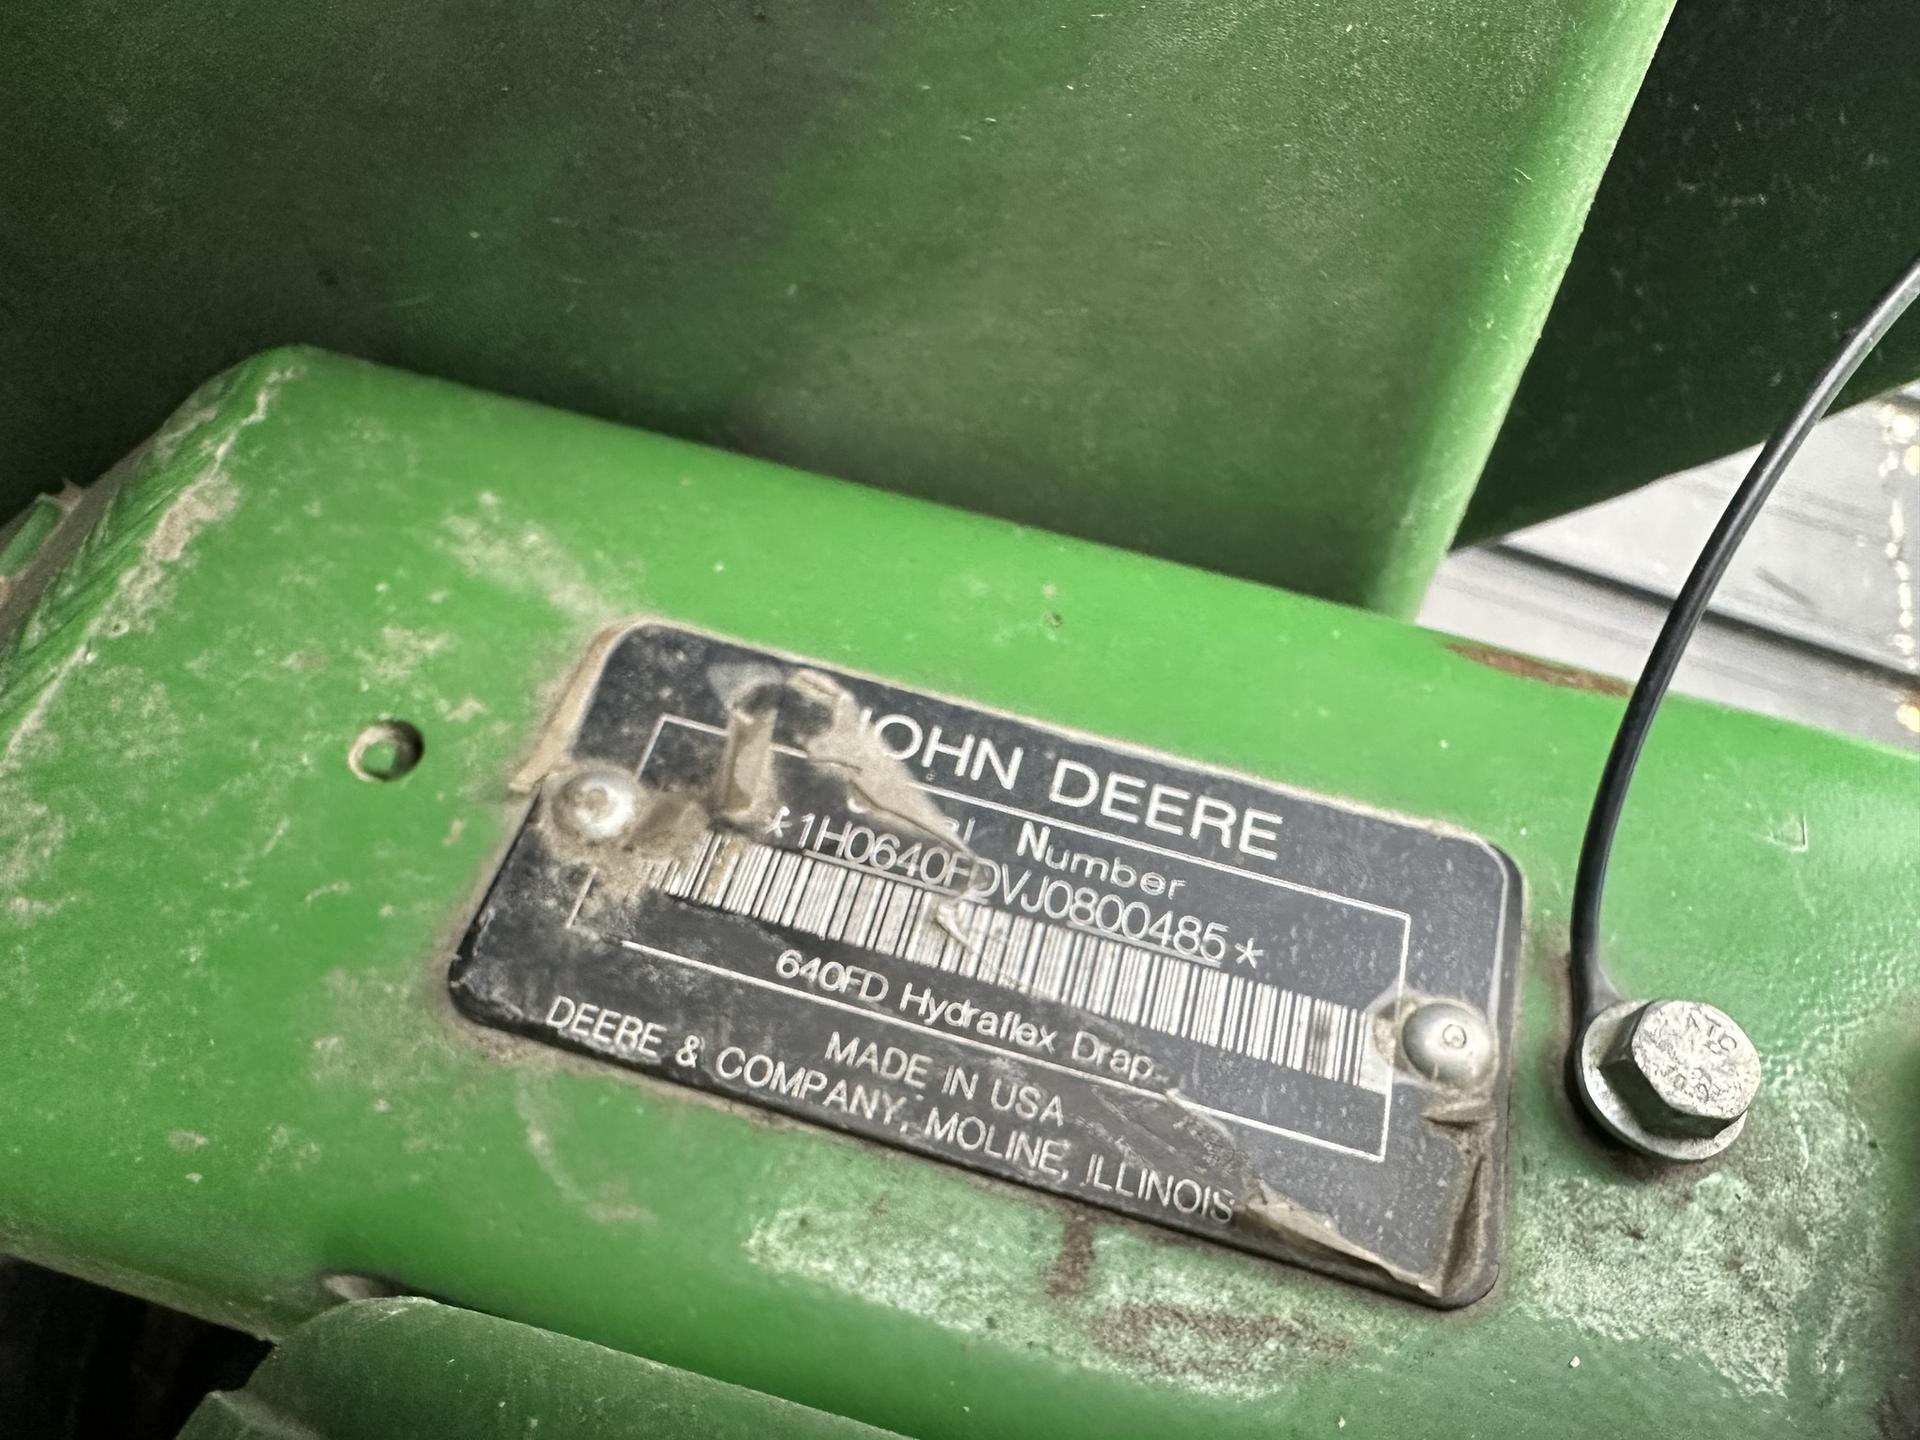 JOHN DEERE
Number
*1H0640FDVJ0800485*
640FD Hydraflex Drap
MADE IN USA
DEERE & COMPANY, MOLINE, ILLINOIS